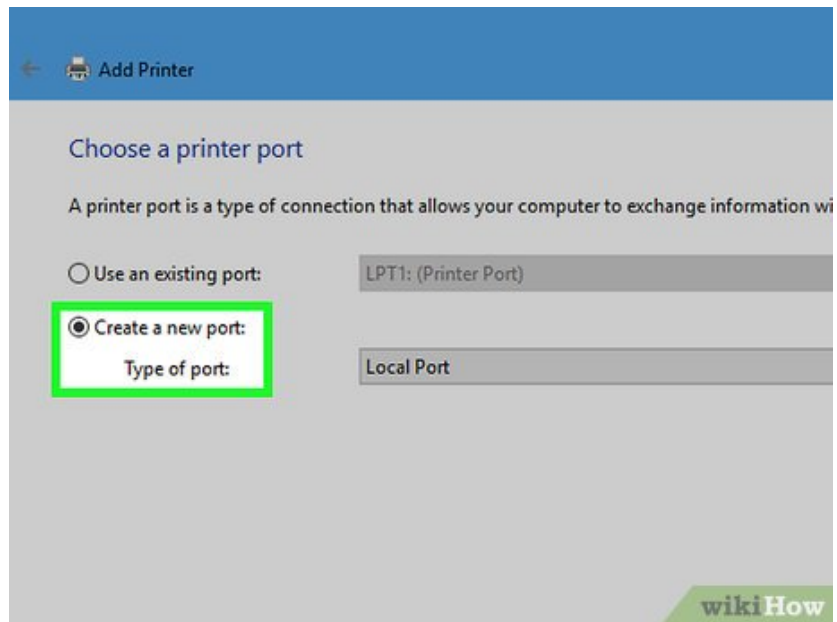 Add Printer
Choose a printer port
A printer port is a type of connection that allows your computer to exchange information
Use an existing port: LPT1: (Printer Port)
Create a new port:
Type of port: Local Port
wikiHow